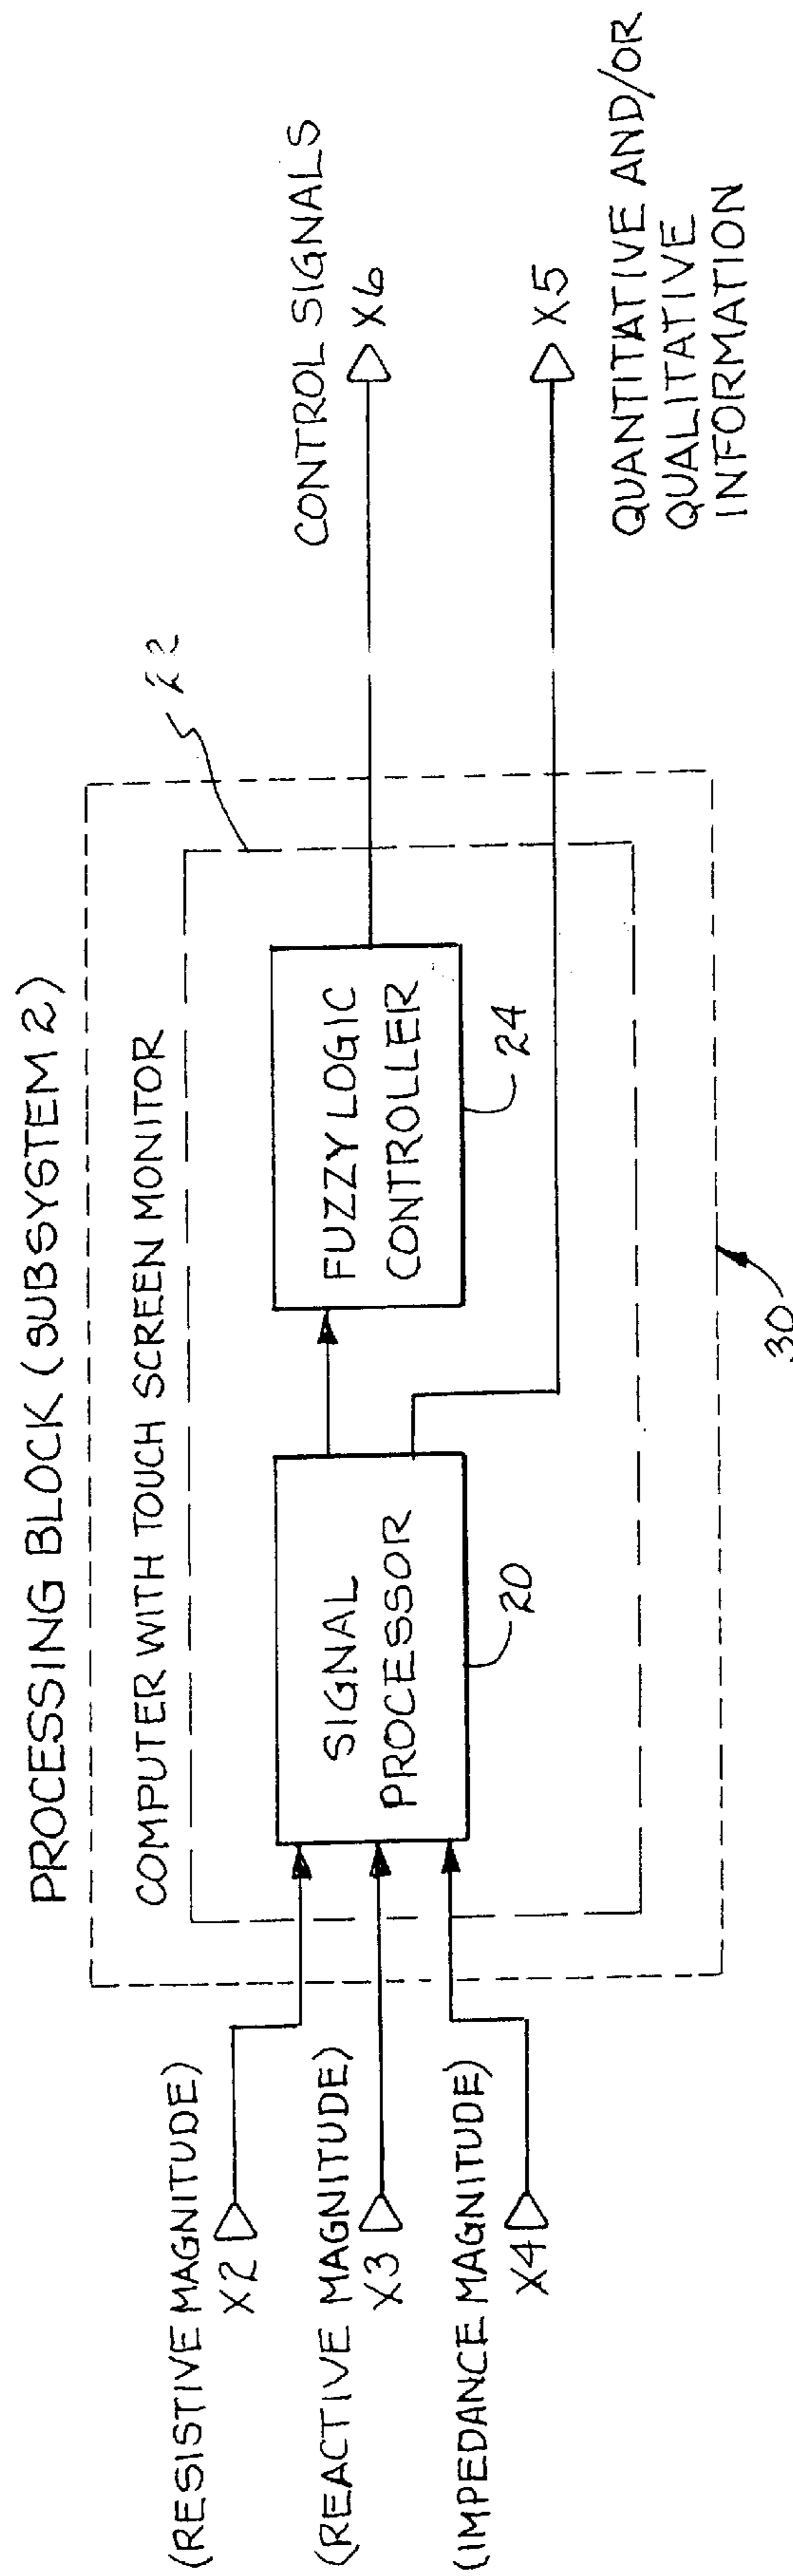 PROCESSING BLOCK (SUBSYSTEM 2)
COMPUTER WITH TOUCH SCREEN MONITOR
22
(RESISTIVE MAGNITUDE)
X2
(REACTIVE MAGNITUDE)
X3
(IMPEDANCE MAGNITUDE)
X4
SIGNAL
PROCESSOR
20
FUZZY LOGIC
CONTROLLER
24
CONTROL SIGNALS
X6
X5
QUANTITATIVE AND/OR
QUALITATIVE
INFORMATION
30